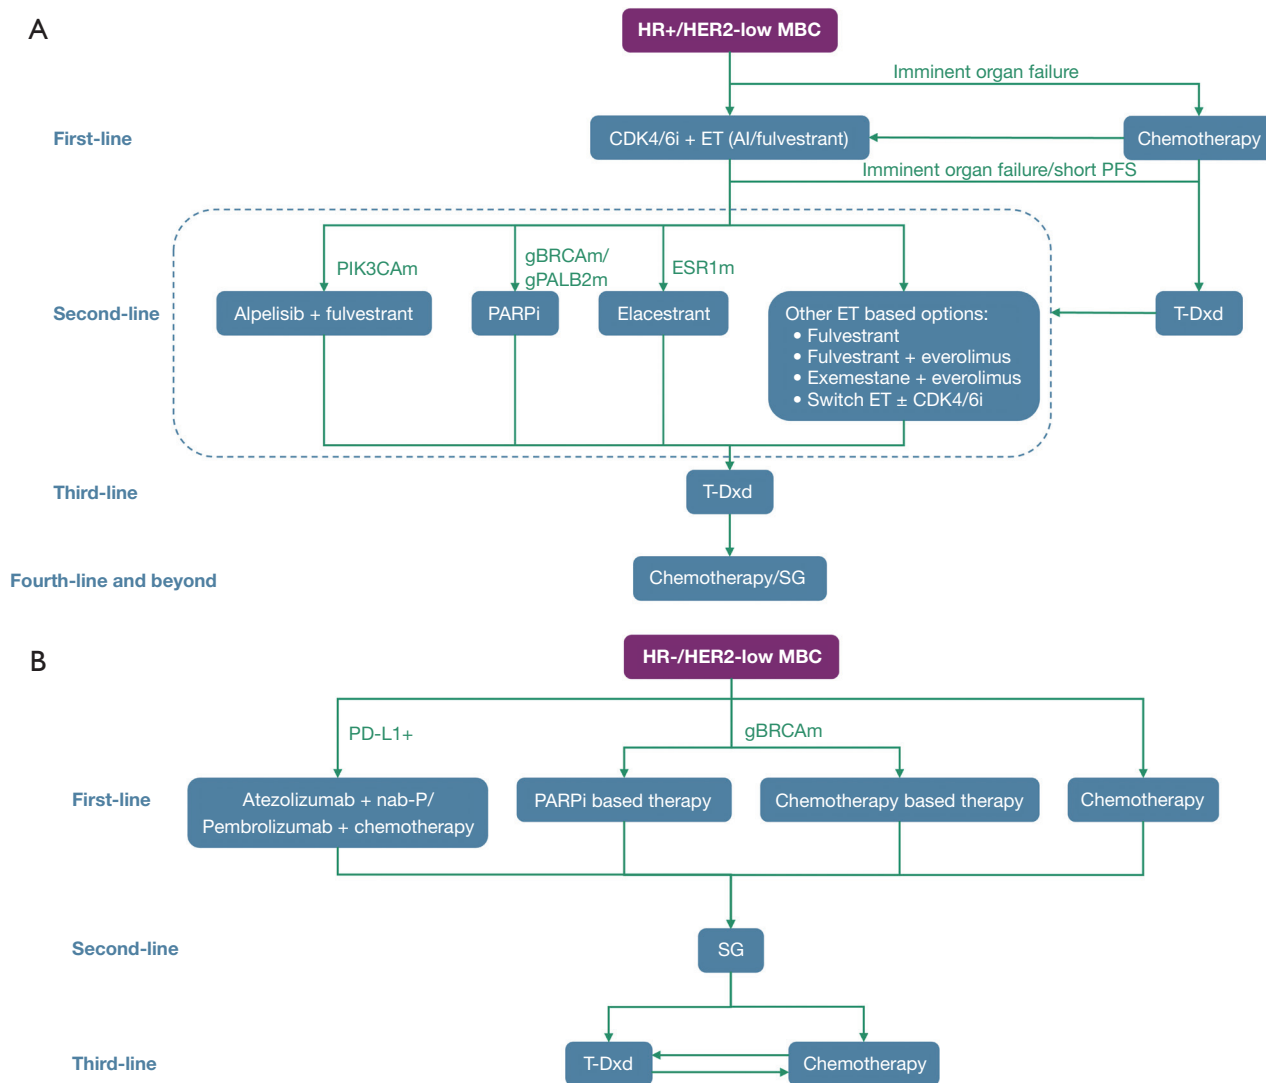 A
HR+/HER2-low MBC
Imminent organ failure
First-line
CDK4/6i + ET (AI/fulvestrant)
Chemotherapy
Imminent organ failure/short PFS
PIK3CAm
gBRCAm/
gPALB2m
ESR1m
Second-line
Alpelisib + fulvestrant
PARPi
Elacestrant
Other ET based options:
• Fulvestrant
• Fulvestrant + everolimus
• Exemestane + everolimus
• Switch ET ± CDK4/6i
T-Dxd
Third-line
T-Dxd
Fourth-line and beyond
Chemotherapy/SG
B
HR-/HER2-low MBC
PD-L1+
gBRCAm
First-line
Atezolizumab + nab-P/
Pembrolizumab + chemotherapy
PARPi based therapy
Chemotherapy based therapy
Chemotherapy
Second-line
SG
Third-line
T-Dxd
Chemotherapy